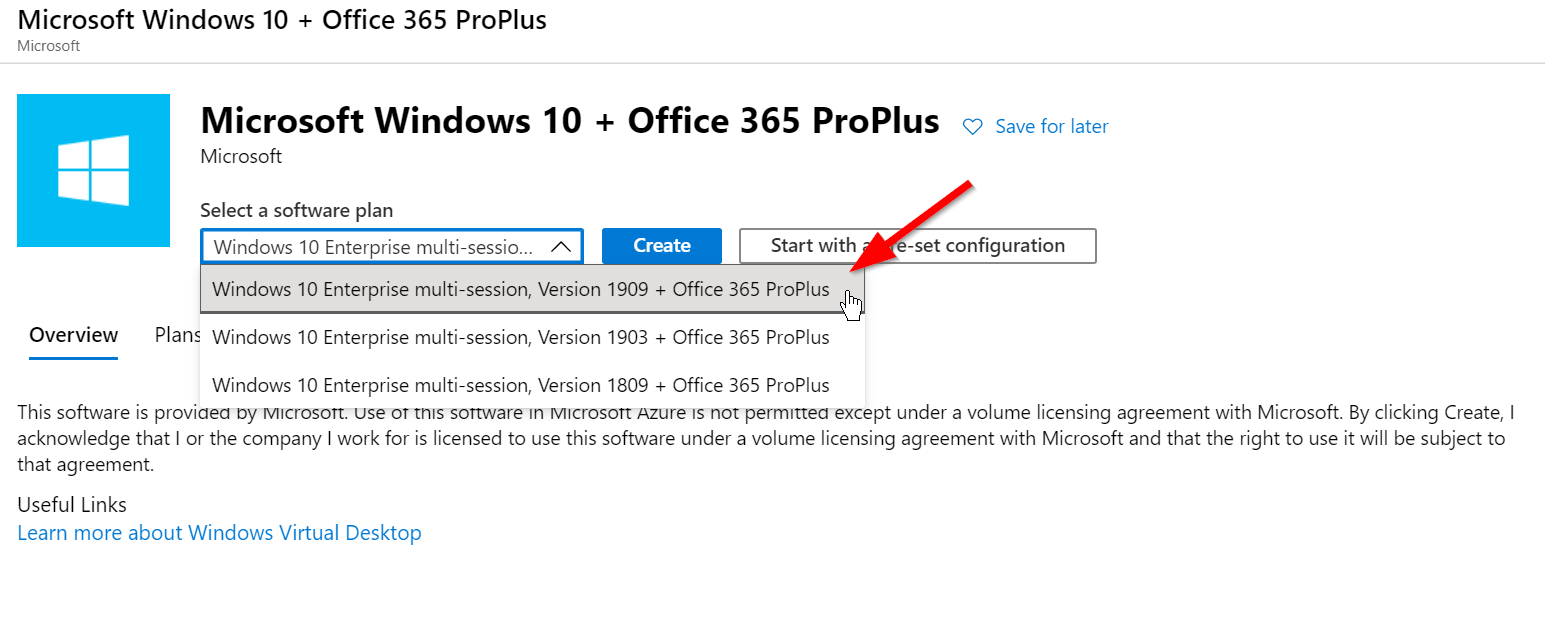 Microsoft Windows 10 + Office 365 ProPlus
Microsoft
Microsoft Windows 10 + Office 365 ProPlus
Save for later
Microsoft
Select a software plan
Windows 10 Enterprise multi-sessio...
Create
Start with a pre-set configuration
Windows 10 Enterprise multi-session, Version 1909 + Office 365 ProPlus
Windows 10 Enterprise multi-session, Version 1903 + Office 365 ProPlus
Windows 10 Enterprise multi-session, Version 1809 + Office 365 ProPlus
Overview
Plans
This software is provided by Microsoft. Use of this software in Microsoft Azure is not permitted except under a volume licensing agreement with Microsoft. By clicking Create, I
acknowledge that I or the company I work for is licensed to use this software under a volume licensing agreement with Microsoft and that the right to use it will be subject to
that agreement.
Useful Links
Learn more about Windows Virtual Desktop